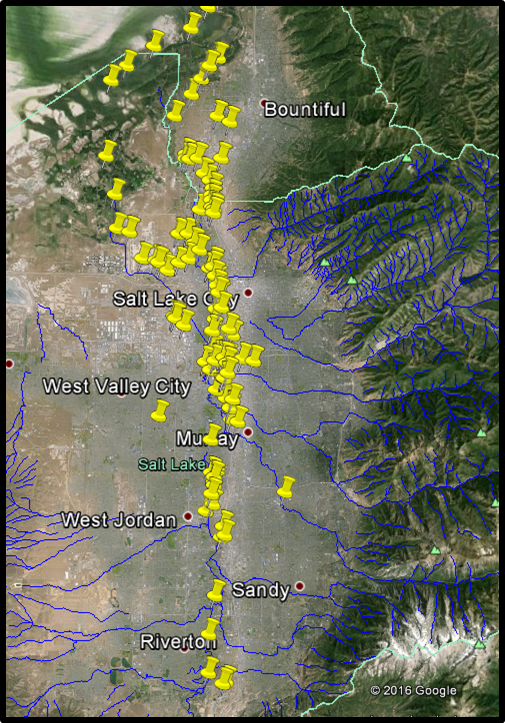 Bountiful
Salt Lake City
West Valley City
Murray
Salt Lake
West Jordan
Sandy
Riverton
© 2016 Google